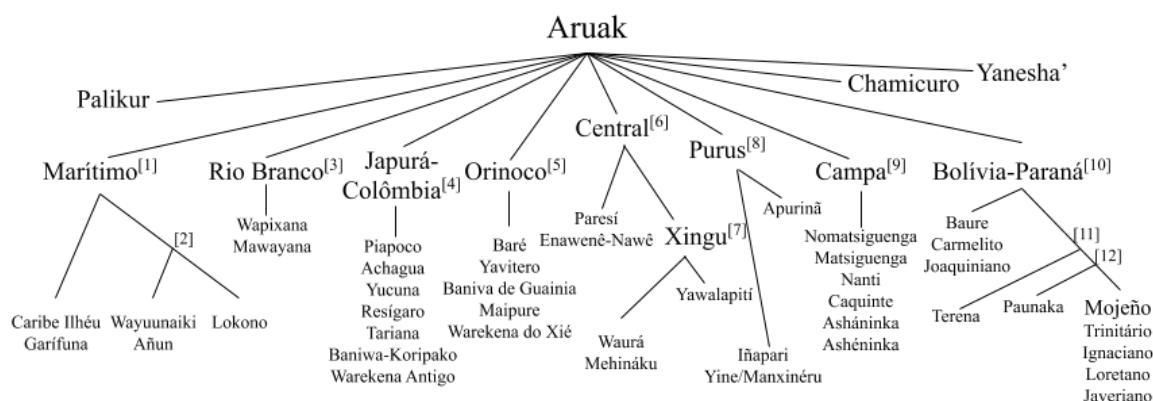 Aruak
Palikur
Chamicuro
Yanesha’
Marítimo[1]
[2]
Caribe Ilhéu
Garífuna
Wayuunaiki
Añun
Lokono
Rio Branco[3]
Wapixana
Mawayana
Japurá-
Colômbia[4]
Piapoco
Achagua
Yucuna
Resígaro
Tariana
Baniwa-Koripako
Warekena Antigo
Orinoco[5]
Baré
Yavitero
Baniva de Guainia
Maipure
Warekena do Xié
Central[6]
Paresí
Enawenê-Nawê
Xingu[7]
Waurá
Mehináku
Yawalapití
Purus[8]
Apurinã
Iñapari
Yine/Manxinéru
Campa[9]
Nomatsiguenga
Matsiguenga
Nanti
Caquinte
Asháninka
Ashéninka
Bolívia-Paraná[10]
Baure
Carmelito
Joaquiniano
[11]
Terena
[12]
Paunaka
Mojeño
Trinitário
Ignaciano
Loretano
Javeriano